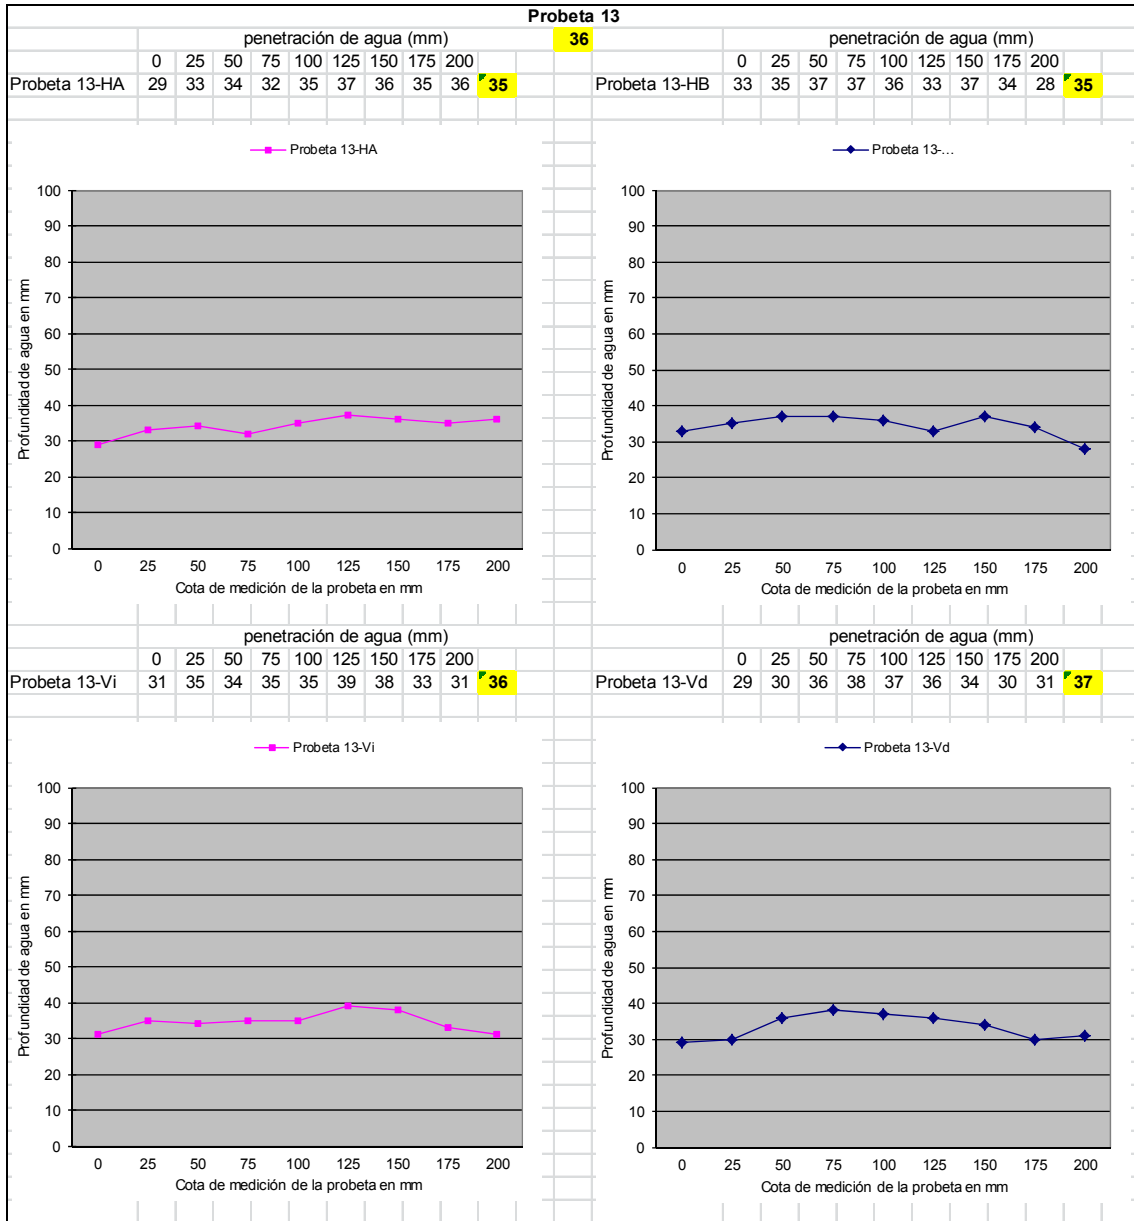 Probeta 13
penetración de agua (mm) 36 penetración de agua (mm)
0 25 50 75 100 125 150 175 200 0 25 50 75 100 125 150 175 200
Probeta 13-HA 29 33 34 32 35 37 36 35 36 35 Probeta 13-HB 33 35 37 37 36 33 37 34 28 35
Probeta 13-HA
Profundidad de agua en mm
100
90
80
70
60
50
40
30
20
10
0
0 25 50 75 100 125 150 175 200
Cota de medición de la probeta en mm
Probeta 13-...
Profundidad de agua en mm
100
90
80
70
60
50
40
30
20
10
0
0 25 50 75 100 125 150 175 200
Cota de medición de la probeta en mm
penetración de agua (mm) penetración de agua (mm)
0 25 50 75 100 125 150 175 200 0 25 50 75 100 125 150 175 200
Probeta 13-Vi 31 35 34 35 35 39 38 33 31 36 Probeta 13-Vd 29 30 36 38 37 36 34 30 31 37
Probeta 13-Vi
Profundidad de agua en mm
100
90
80
70
60
50
40
30
20
10
0
0 25 50 75 100 125 150 175 200
Cota de medición de la probeta en mm
Probeta 13-Vd
Profundidad de agua en mm
100
90
80
70
60
50
40
30
20
10
0
0 25 50 75 100 125 150 175 200
Cota de medición de la probeta en mm